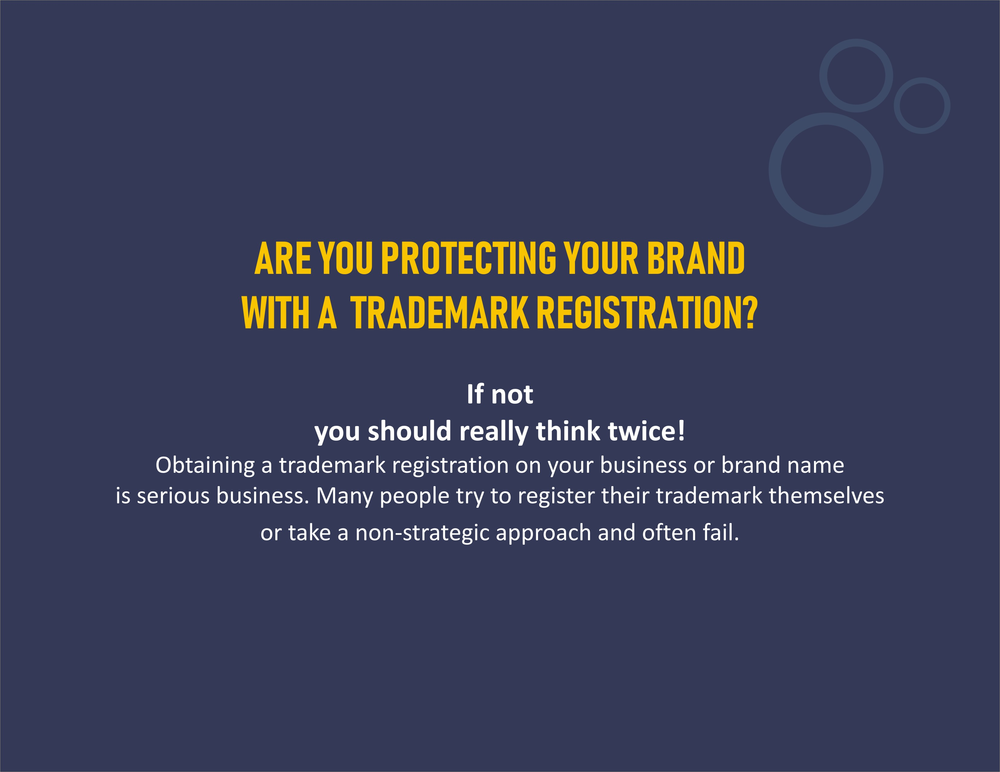 ARE YOU PROTECTING YOUR BRAND
WITH A TRADEMARK REGISTRATION?
If not
you should really think twice!
Obtaining a trademark registration on your business or brand name
is serious business. Many people try to register their trademark themselves
or take a non-strategic approach and often fail.